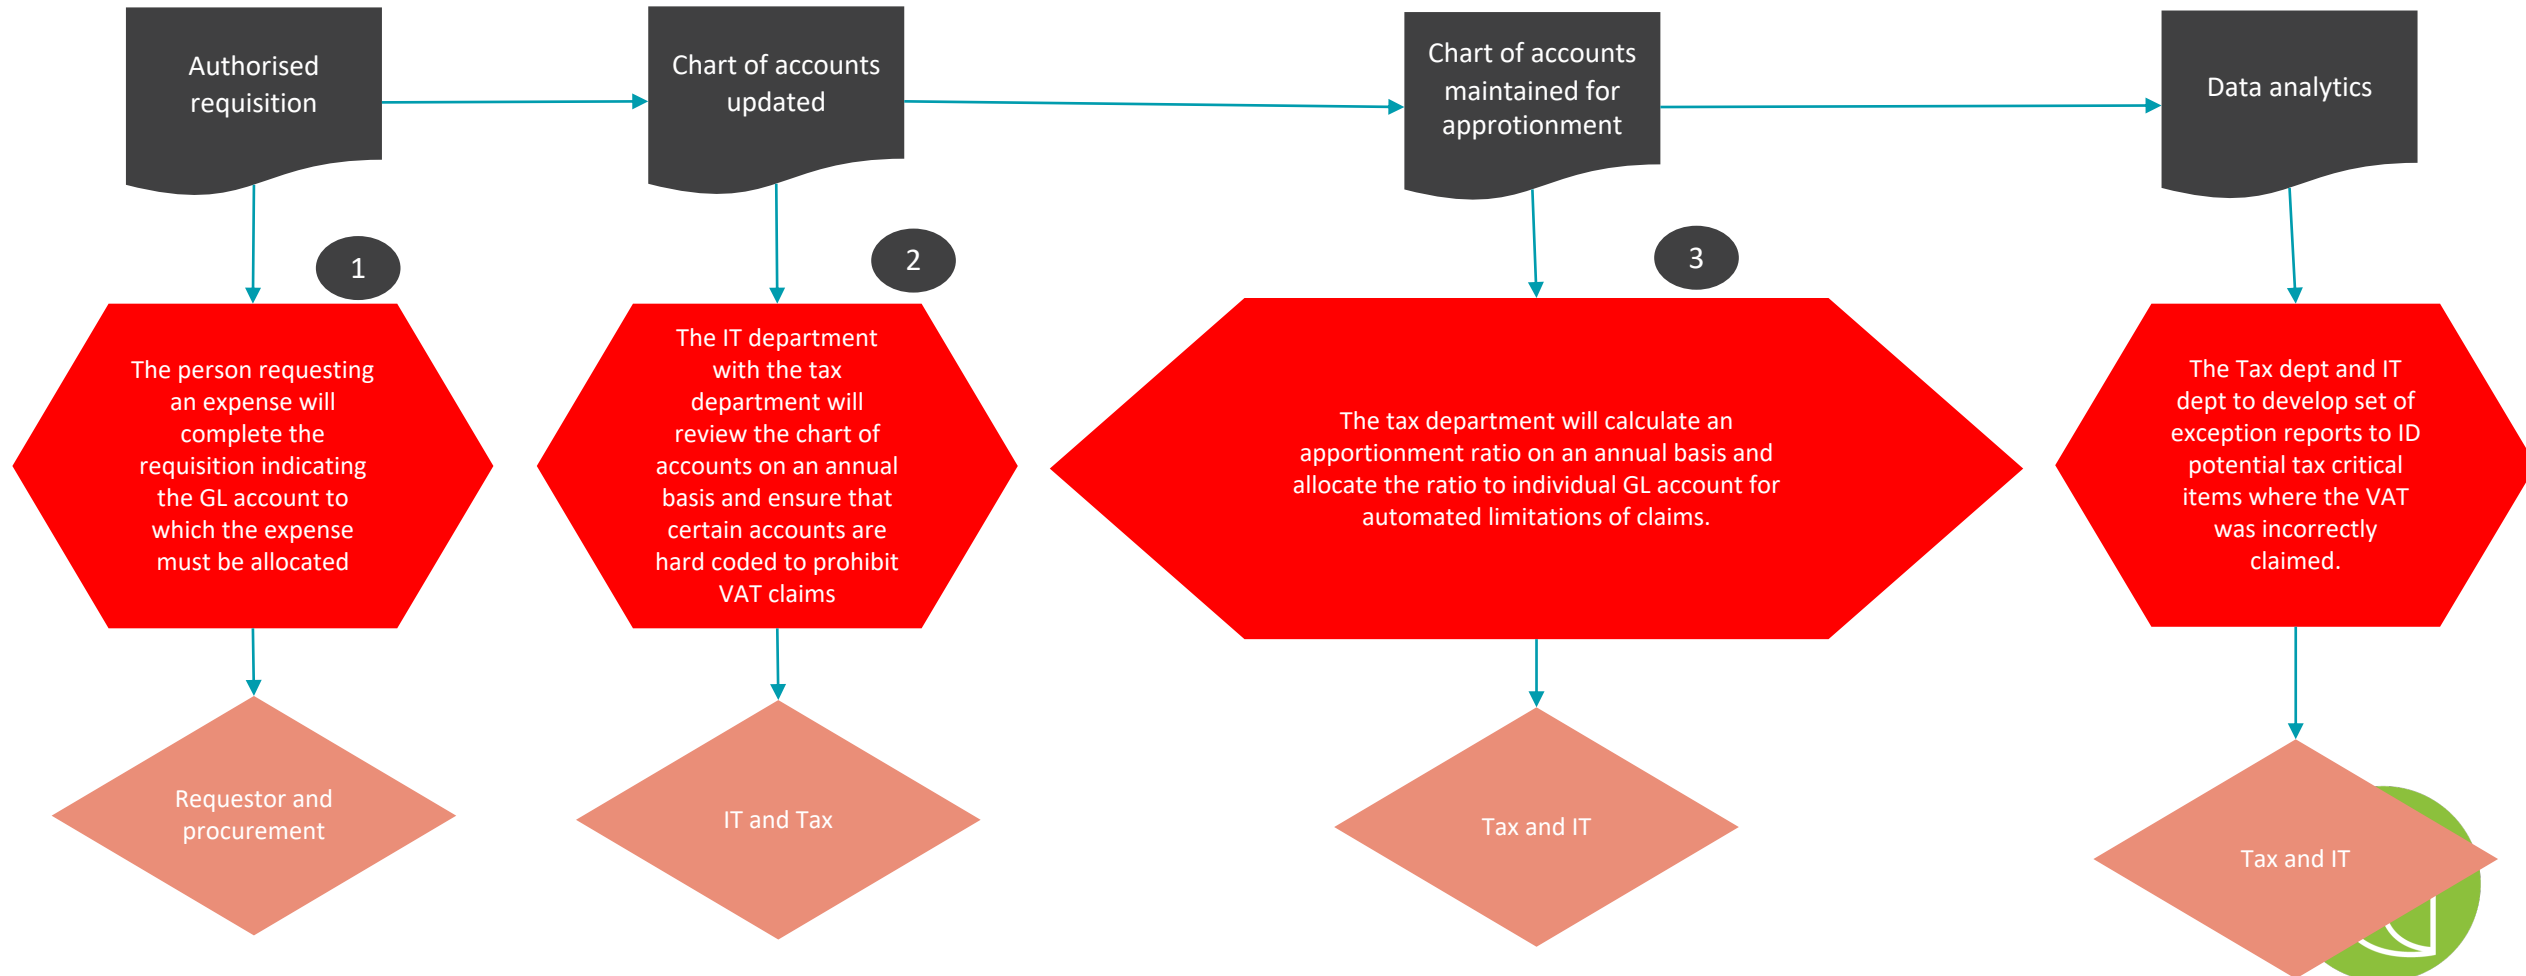 Authorised
requisition
Chart of accounts
updated
Chart of accounts
maintained for
approtionment
Data analytics
1
2
3
The person requesting
an expense will
complete the
requisition indicating
the GL account to
which the expense
must be allocated
The IT department
with the tax
department will
review the chart of
accounts on an annual
basis and ensure that
certain accounts are
hard coded to prohibit
VAT claims
The tax department will calculate an
apportionment ratio on an annual basis and
allocate the ratio to individual GL account for
automated limitations of claims.
The Tax dept and IT
dept to develop set of
exception reports to ID
potential tax critical
items where the VAT
was incorrectly
claimed.
Requestor and
procurement
IT and Tax
Tax and IT
Tax and IT